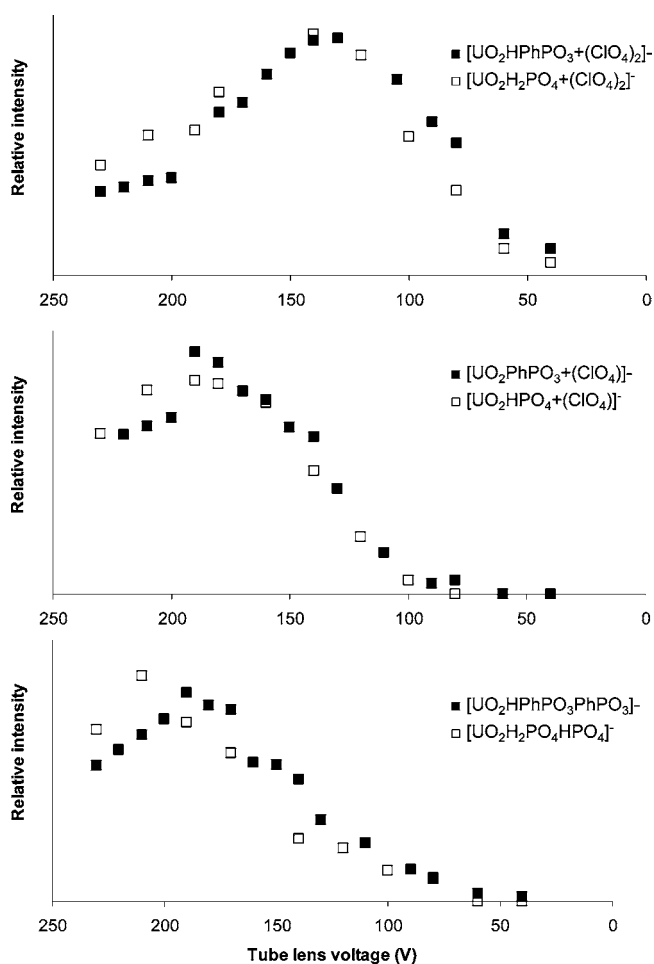 Relative intensity
■ [UO₂HPhPO₃+(ClO₄)₂]-
□ [UO₂H₂PO₄+(ClO₄)₂]⁻
250 200 150 100 50 0
Relative intensity
■ [UO₂PhPO₃+(ClO₄)]-
□ [UO₂HPO₄+(ClO₄)]⁻
250 200 150 100 50 0
Relative intensity
■ [UO₂HPhPO₃PhPO₃]-
□ [UO₂H₂PO₄HPO₄]⁻
250 200 150 100 50 0
Tube lens voltage (V)